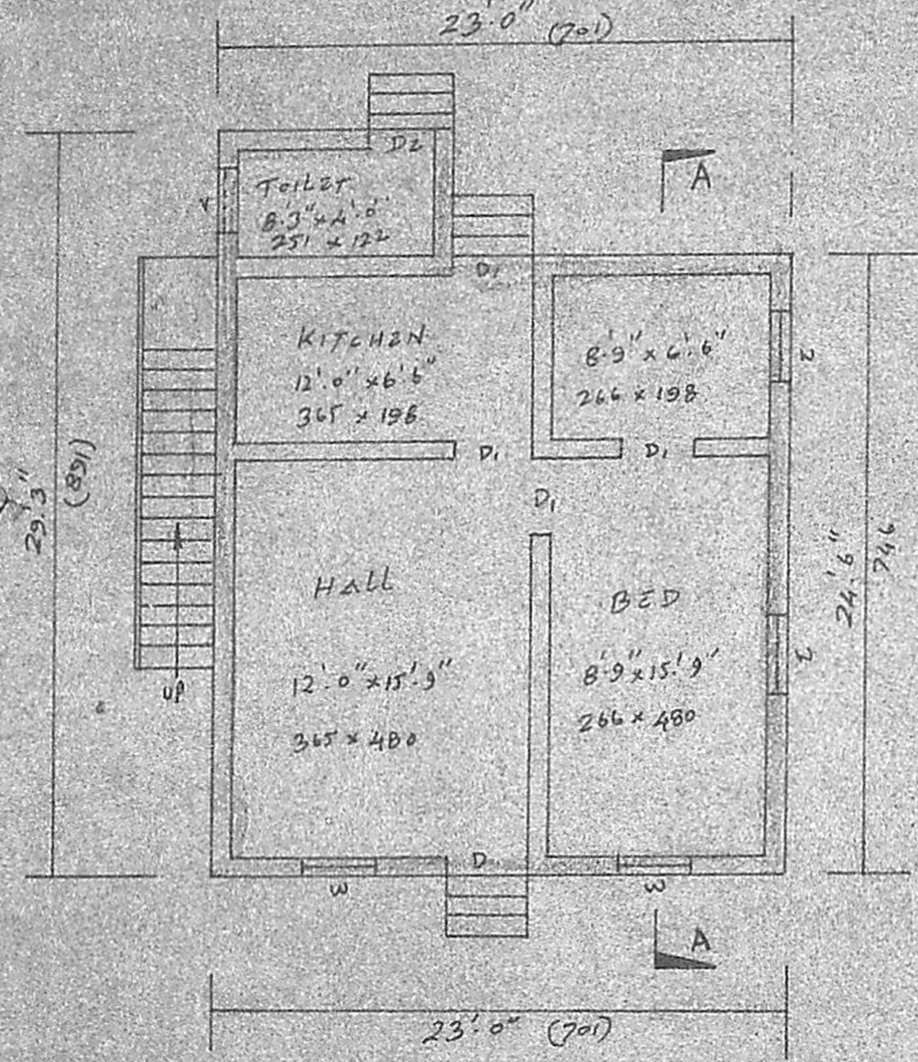 23'.0" (701)
D2
A
TOILET
8'.3" x 4'.0"
251 x 122
V
D1
KITCHEN
12'.0" x 6'.6"
365 x 198
8'.9" x 6'.6"
266 x 198
W
D1
D1
29'.3"
(891)
D1
HALL
BED
24'.6"
746
12'.0" x 15'.9"
8'.9" x 15'.9"
W
UP
365 x 480
266 x 480
D
W
W
A
23'.0" (701)